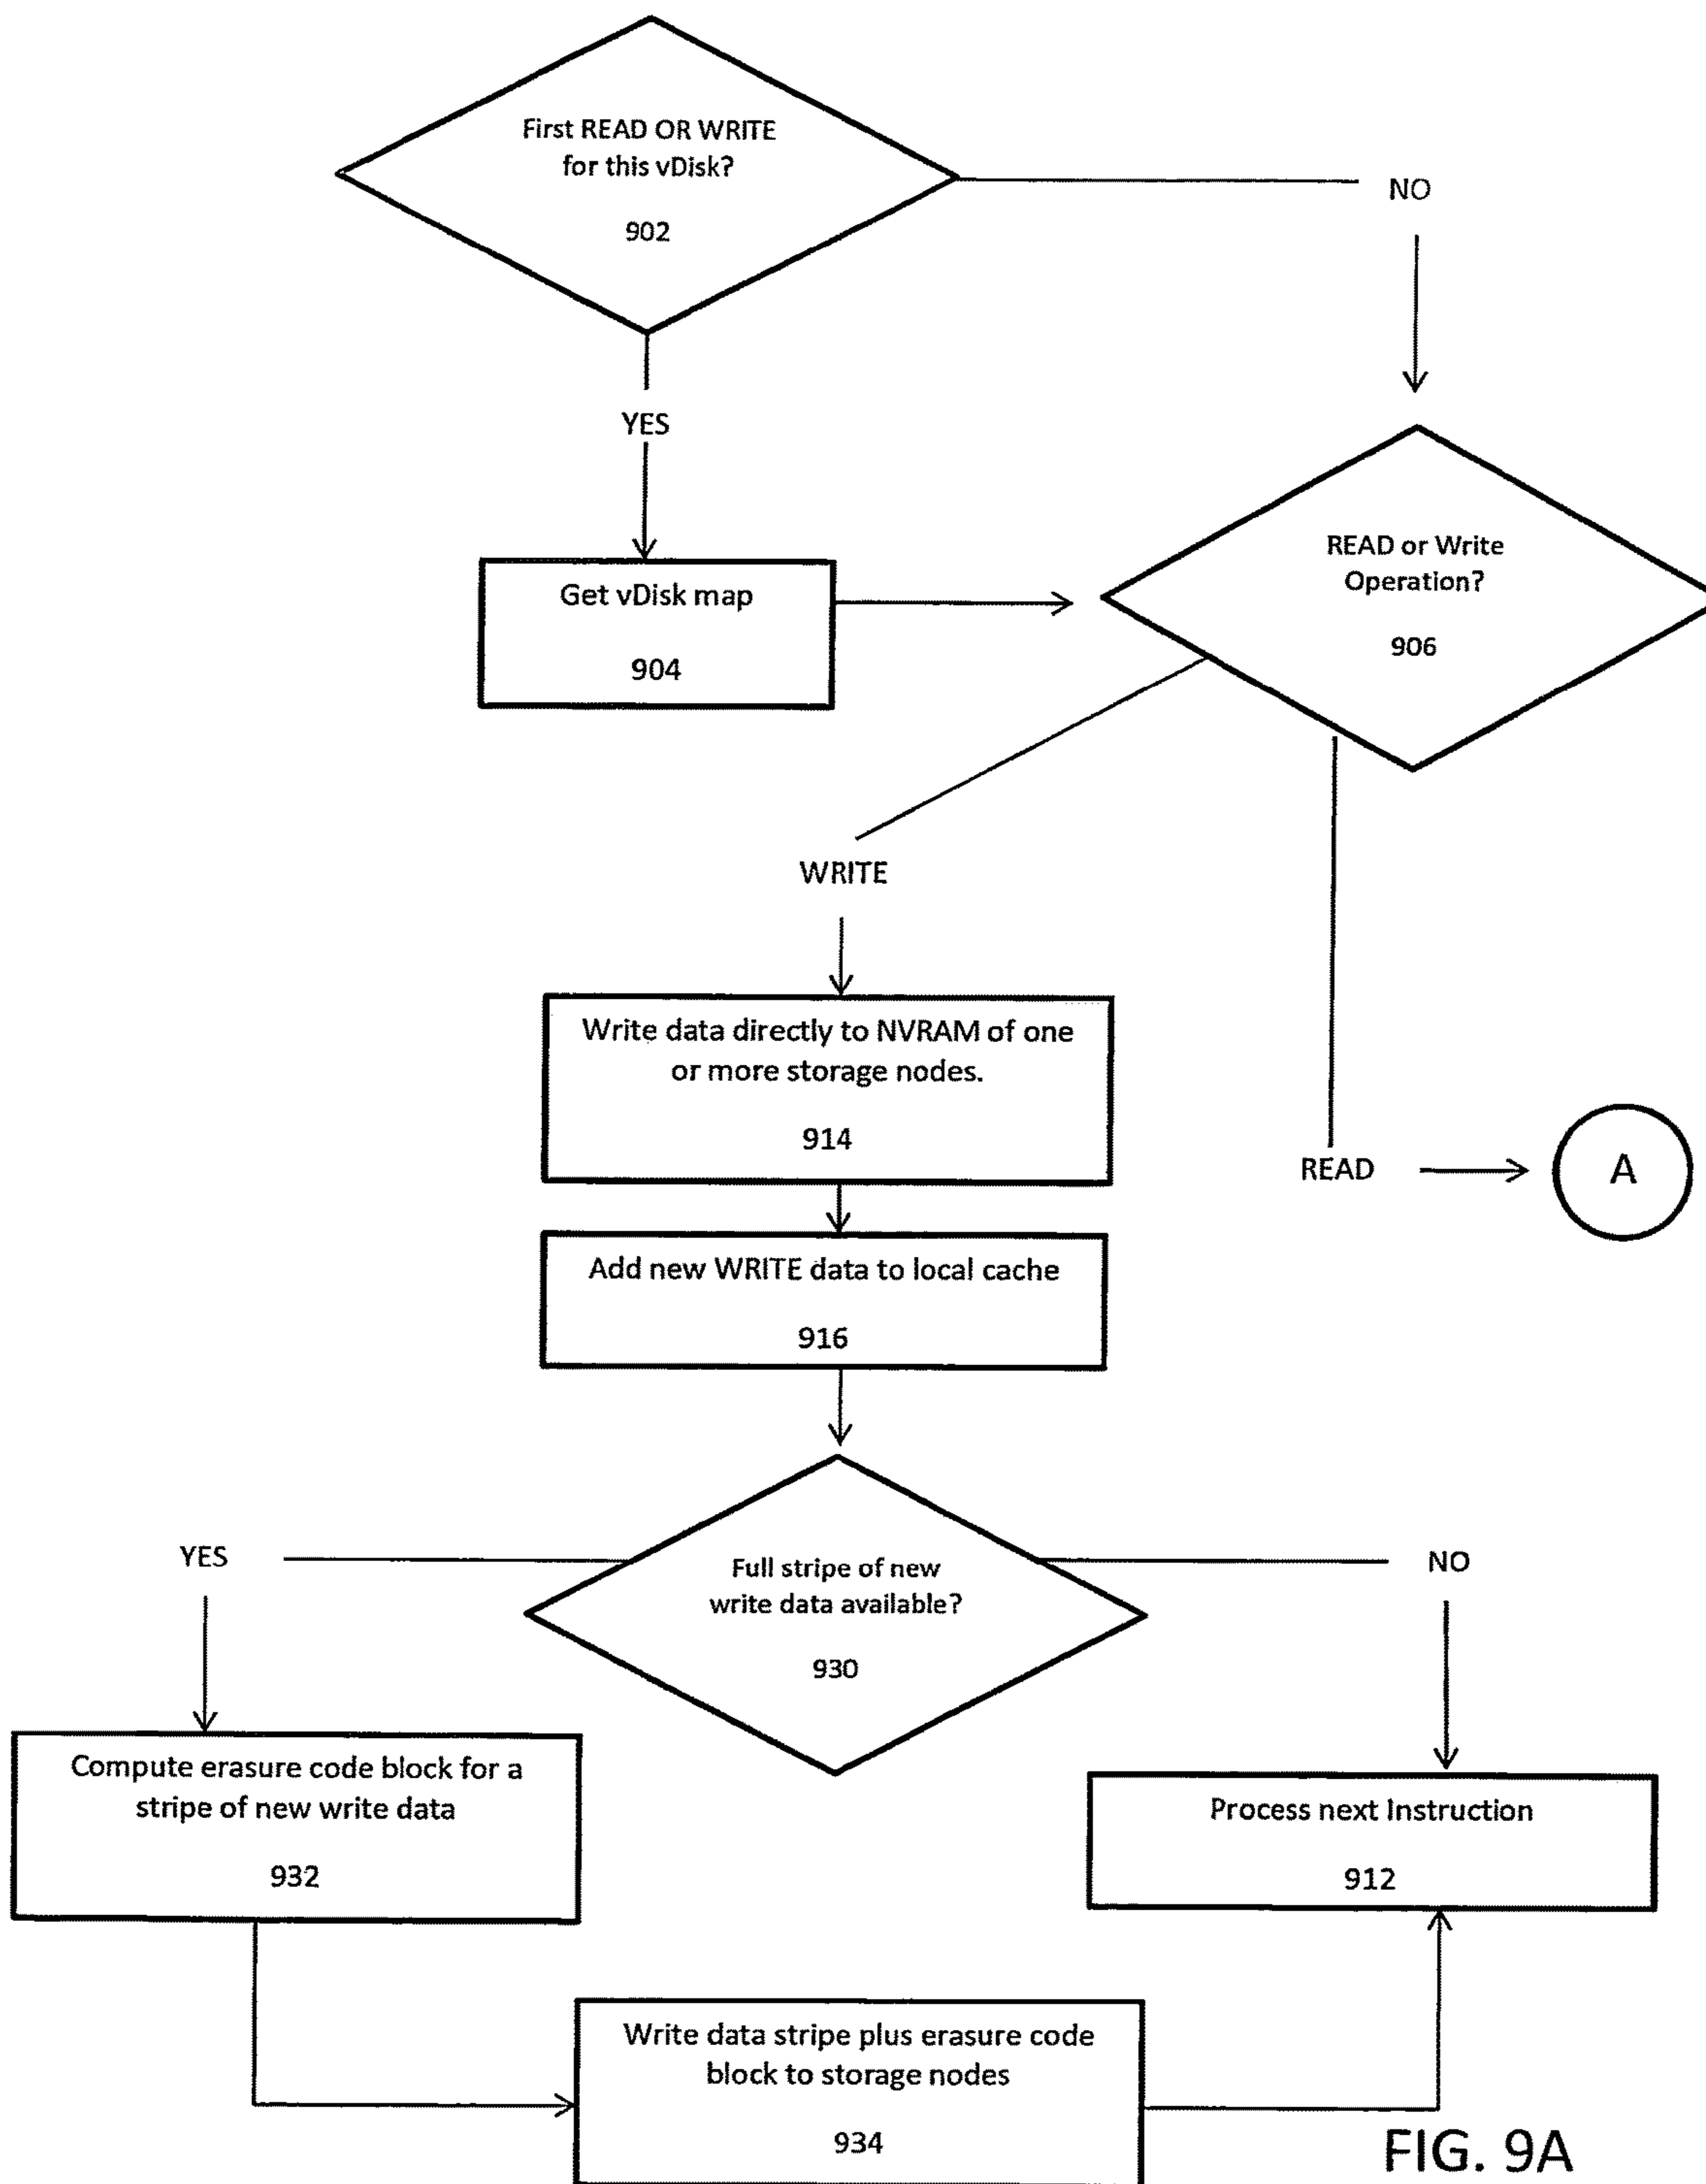 First READ OR WRITE
for this vDisk?
902
NO
YES
Get vDisk map
904
READ or Write
Operation?
906
WRITE
Write data directly to NVRAM of one
or more storage nodes.
914
READ
A
Add new WRITE data to local cache
916
YES
Full stripe of new
write data available?
930
NO
Compute erasure code block for a
stripe of new write data
932
Process next Instruction
912
Write data stripe plus erasure code
block to storage nodes
934
FIG. 9A